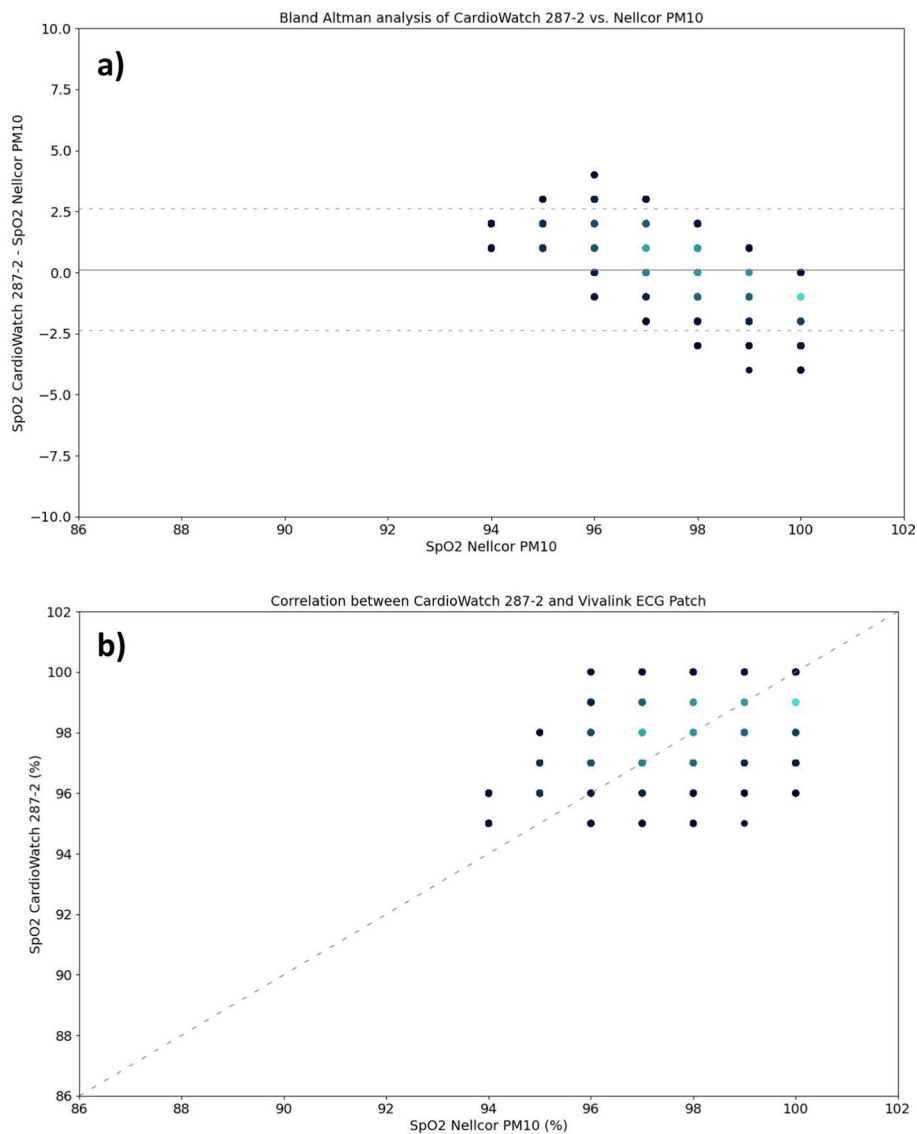 Bland Altman analysis of CardioWatch 287-2 vs. Nellcor PM10
a)
SpO2 CardioWatch 287-2 - SpO2 Nellcor PM10
10.0
7.5
5.0
2.5
0.0
−2.5
−5.0
−7.5
−10.0
86 88 90 92 94 96 98 100 102
SpO2 Nellcor PM10
Correlation between CardioWatch 287-2 and Vivalink ECG Patch
b)
SpO2 CardioWatch 287-2 (%)
102
100
98
96
94
92
90
88
86
86 88 90 92 94 96 98 100 102
SpO2 Nellcor PM10 (%)